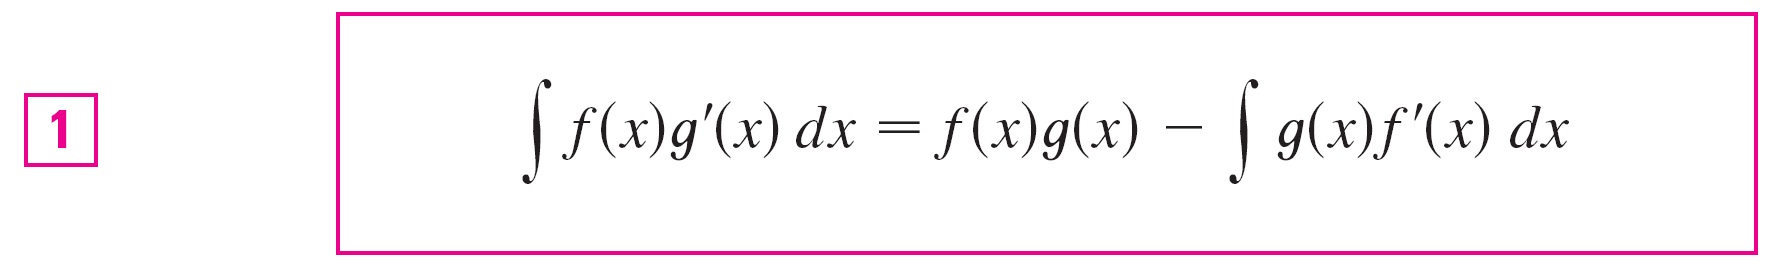 1
∫ f(x)g′(x) dx = f(x)g(x) − ∫ g(x)f′(x) dx